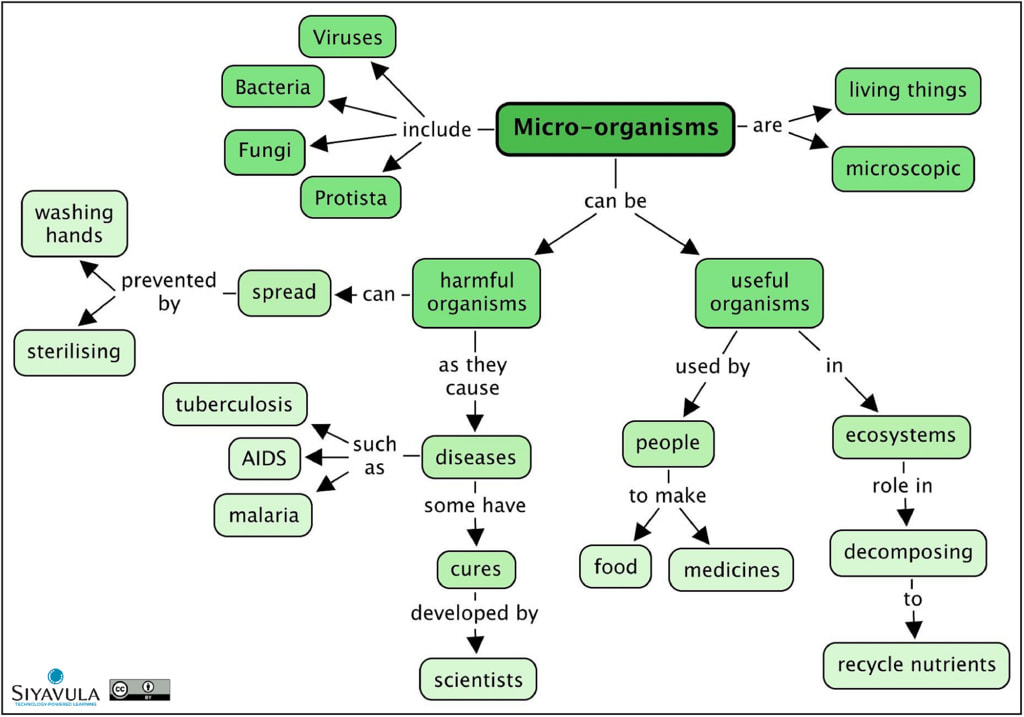 Viruses
Bacteria
Fungi
Protista
include
Micro-organisms
are
living things
microscopic
can be
harmful
organisms
useful
organisms
can
spread
prevented
by
washing
hands
sterilising
as they
cause
diseases
such
as
tuberculosis
AIDS
malaria
some have
cures
developed by
scientists
used by
people
to make
food
medicines
in
ecosystems
role in
decomposing
to
recycle nutrients
SIYAVULA
TECHNOLOGY-POWERED LEARNING
cc
BY